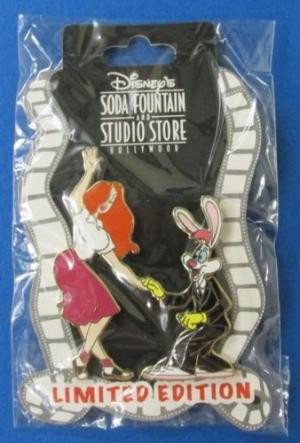 Disney's
SODA FOUNTAIN
AND
STUDIO STORE
HOLLYWOOD
LIMITED EDITION